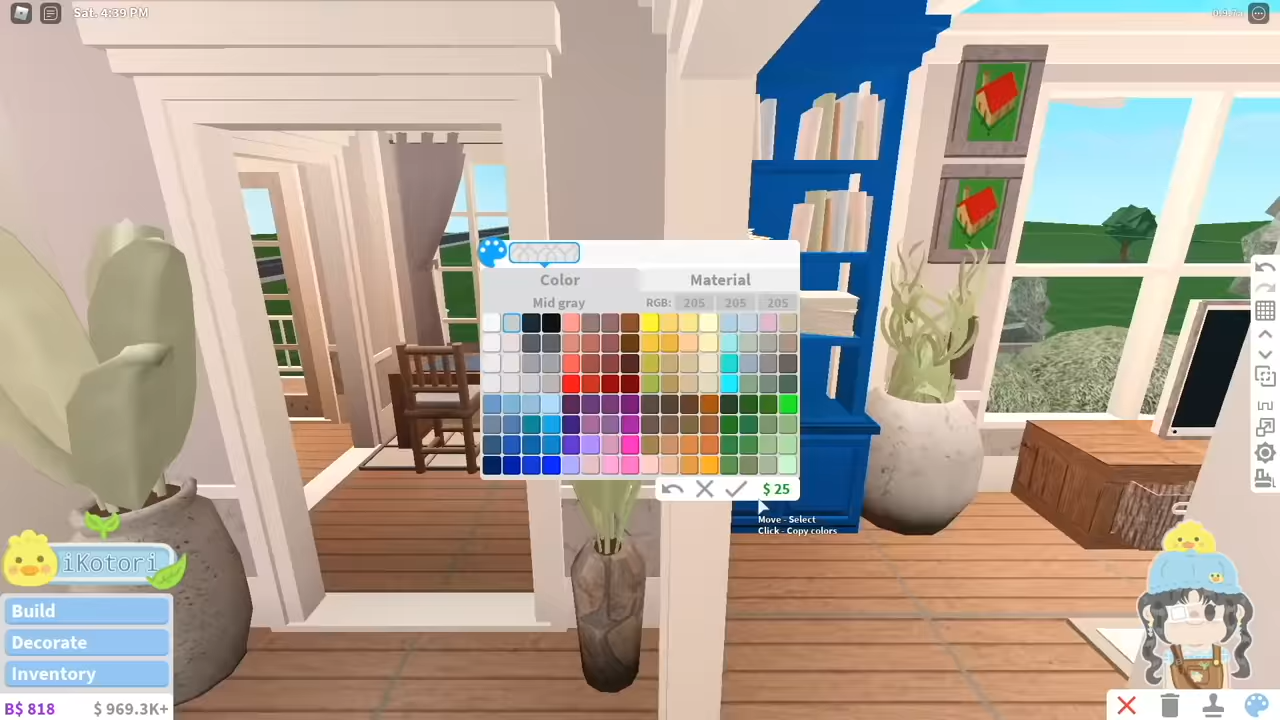 Sat. 4:39 PM
Color
Material
Mid gray
RGB: 205 205 205
$ 25
Move - Select
Click - Copy colors
iKotori
Build
Decorate
Inventory
B$ 818
$ 969.3K+